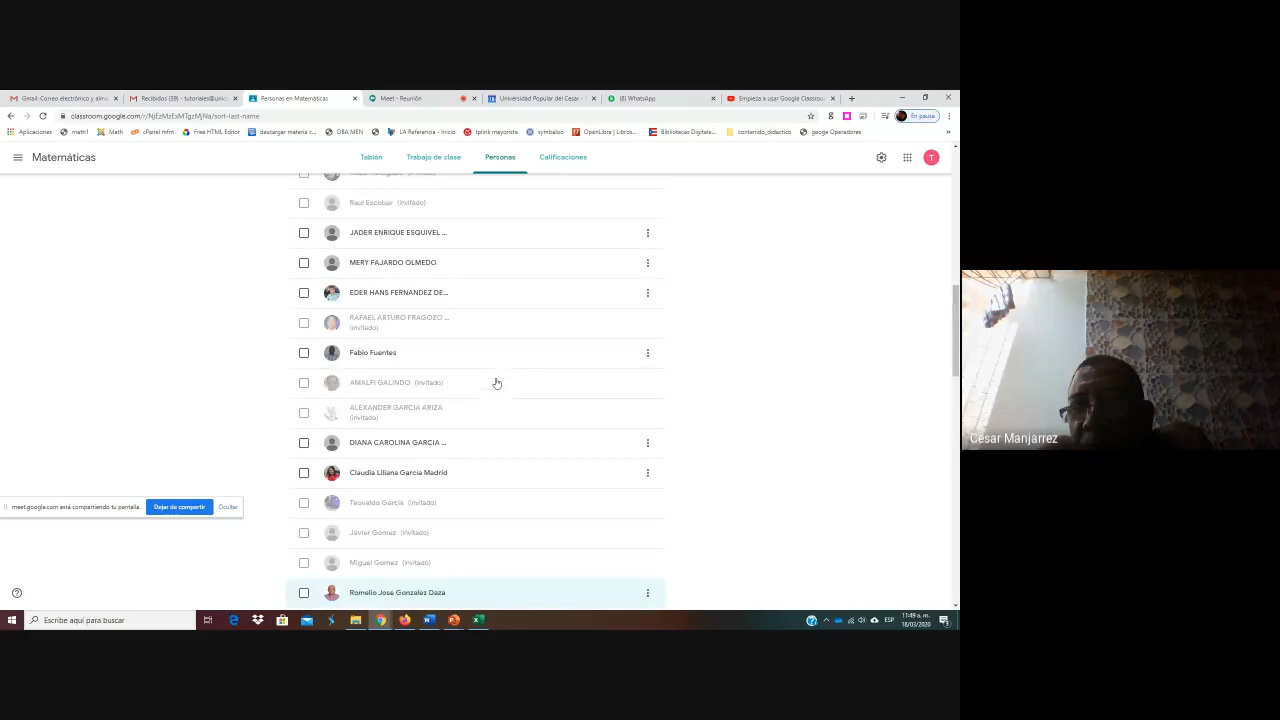 Gmail: Correo electrónico y alma
Recibidos (39) - tutoriales@unic
Personas en Matemáticas
Meet - Reunión
Universidad Popular del Cesar -
(8) WhatsApp
Empieza a usar Google Classroo
classroom.google.com/r/NjEzMzExMTgzMjNa/sort-last-name
En pausa
Aplicaciones
math1
Math
cPanel mfm
Free HTML Editor
descargar materia c...
DBA MEN
LA Referencia - Inicio
tplink mayorista
symbaloo
OpenLibra | Libros...
Bibliotecas Digitale...
contenido_didactico
geoge Operadores
Matemáticas
Tablón
Trabajo de clase
Personas
Calificaciones
T
Raul Escobar (invitado)
JADER ENRIQUE ESQUIVEL ...
MERY FAJARDO OLMEDO
EDER HANS FERNANDEZ DE...
RAFAEL ARTURO FRAGOZO ...
(invitado)
Fabio Fuentes
AMALFI GALINDO (invitado)
ALEXANDER GARCIA ARIZA
(invitado)
DIANA CAROLINA GARCIA ...
Claudia Liliana Garcia Madrid
Teovaldo Garcia (invitado)
Javier Gomez (invitado)
Miguel Gomez (invitado)
Romelio Jose Gonzalez Daza
meet.google.com está compartiendo tu pantalla.
Dejar de compartir
Ocultar
Cesar Manjarrez
Escribe aquí para buscar
ESP
11:49 a. m.
18/03/2020